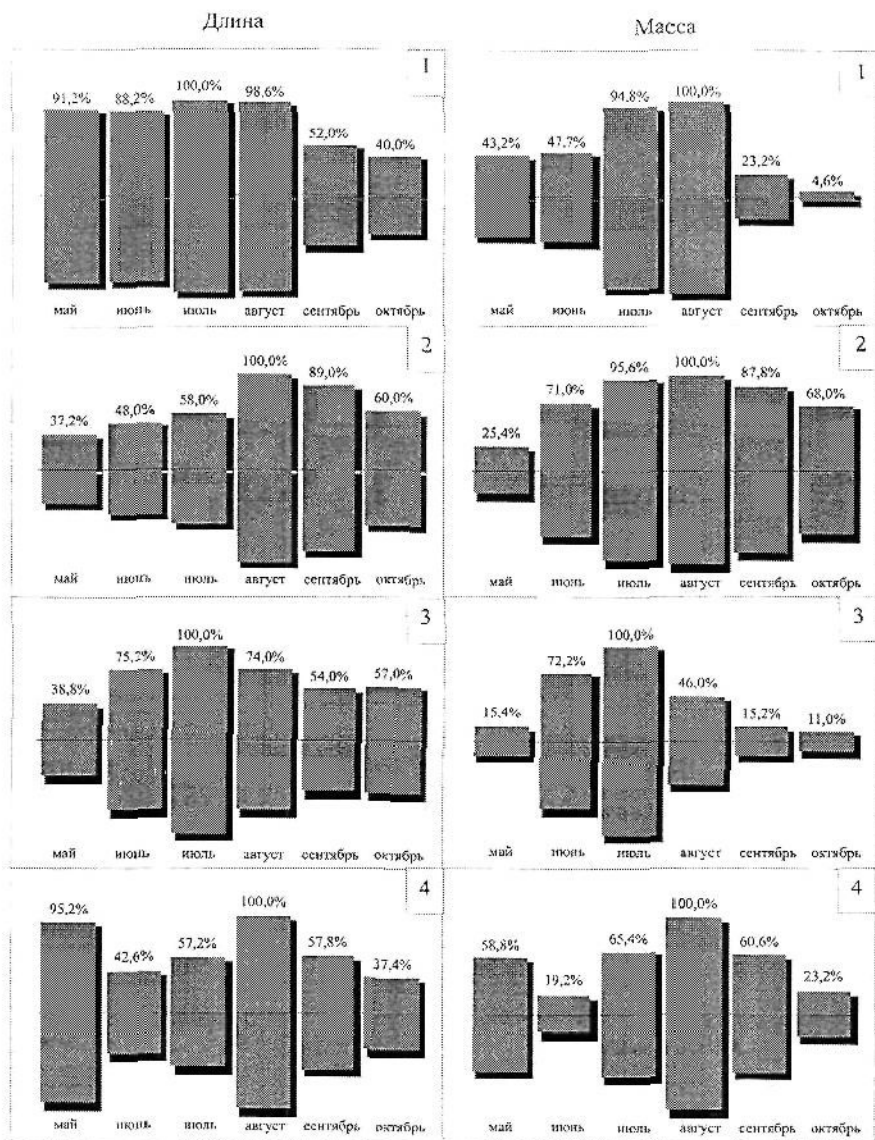 Длина
Масса
1
91,2% 88,2% 100,0% 98,6% 52,0% 40,0%
май июнь июль август сентябрь октябрь
1
43,2% 47,7% 94,8% 100,0% 23,2% 4,6%
май июнь июль август сентябрь октябрь
2
37,2% 48,0% 58,0% 100,0% 89,0% 60,0%
май июнь июль август сентябрь октябрь
2
25,4% 71,0% 95,6% 100,0% 87,8% 68,0%
май июнь июль август сентябрь октябрь
3
38,8% 75,2% 100,0% 74,0% 54,0% 57,0%
май июнь июль август сентябрь октябрь
3
15,4% 72,2% 100,0% 46,0% 15,2% 11,0%
май июнь июль август сентябрь октябрь
4
95,2% 42,6% 57,2% 100,0% 57,8% 37,4%
май июнь июль август сентябрь октябрь
4
58,8% 19,2% 65,4% 100,0% 60,6% 23,2%
май июнь июль август сентябрь октябрь